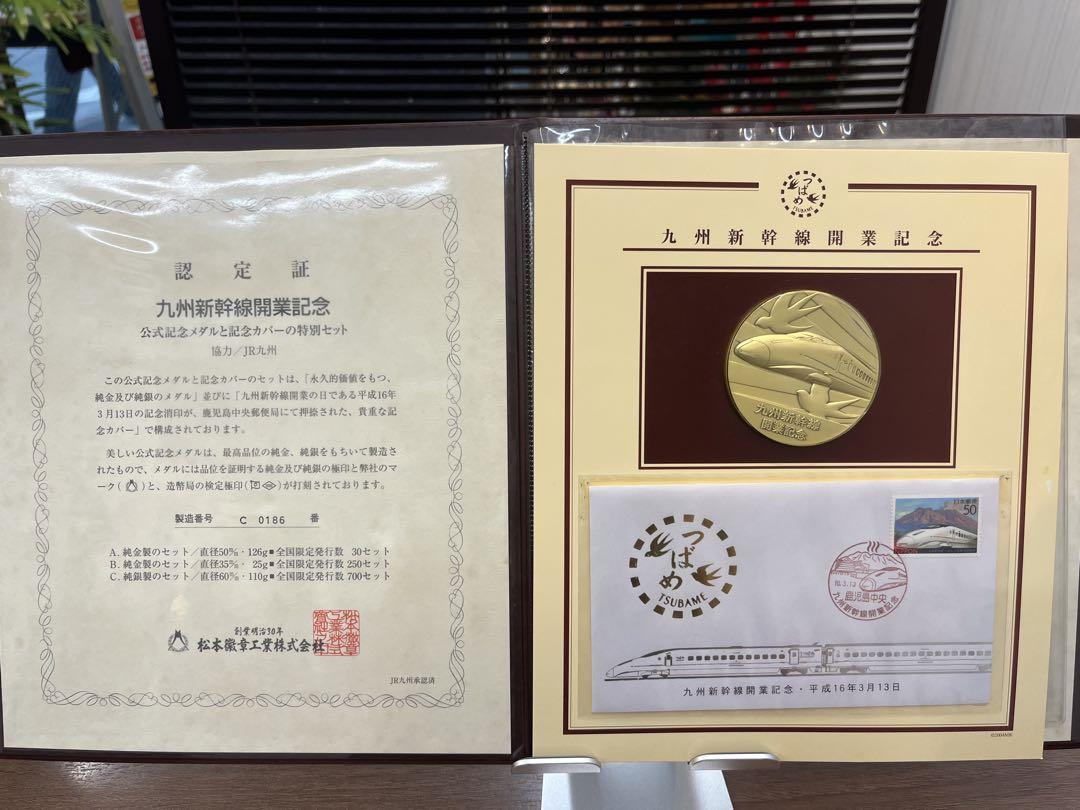 認定証
九州新幹線開業記念
公式記念メダルと記念カバーの特別セット
協力/JR九州
この公式記念メダルと記念カバーのセットは、「永久的価値をもつ、
純金及び純銀のメダル」並びに「九州新幹線開業の日である平成16年
3月13日の記念消印が、鹿児島中央郵便局にて押捺された、貴重な記
念カバー」で構成されております。
美しい公式記念メダルは、最高品位の純金、純銀をもちいて製造さ
れたもので、メダルには品位を証明する純金及び純銀の極印と弊社のマ
ーク( )と、造幣局の検定極印( )が打刻されております。
製造番号 C 0186 番
A.純金製のセット/直径50㎜・126g■全国限定発行数 30セット
B.純金製のセット/直径35㎜・25g■全国限定発行数 250セット
C.純銀製のセット/直径60㎜・110g■全国限定発行数 700セット
創業明治30年
松本徽章工業株式会社
JR九州承認済
つばめ
TSUBAME
九州新幹線開業記念
九州新幹線
開業記念
つばめ
TSUBAME
日本郵便
50
16.3.13
鹿児島中央
九州新幹線開業記念
九州新幹線開業記念・平成16年3月13日